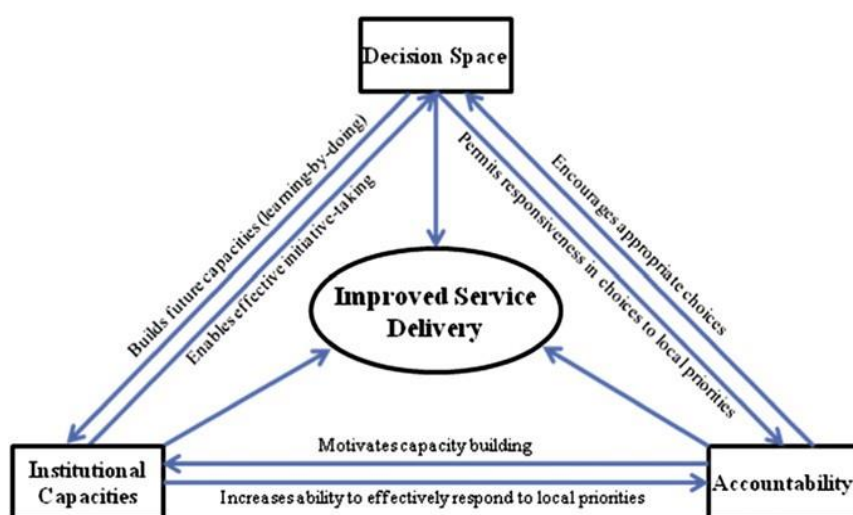 Decision Space
Builds future capacities (learning-by-doing)
Enables effective initiative-taking
Permits responsiveness in choices to local priorities
Encourages appropriate choices
Improved Service
Delivery
Motivates capacity building
Institutional
Capacities
Accountability
Increases ability to effectively respond to local priorities